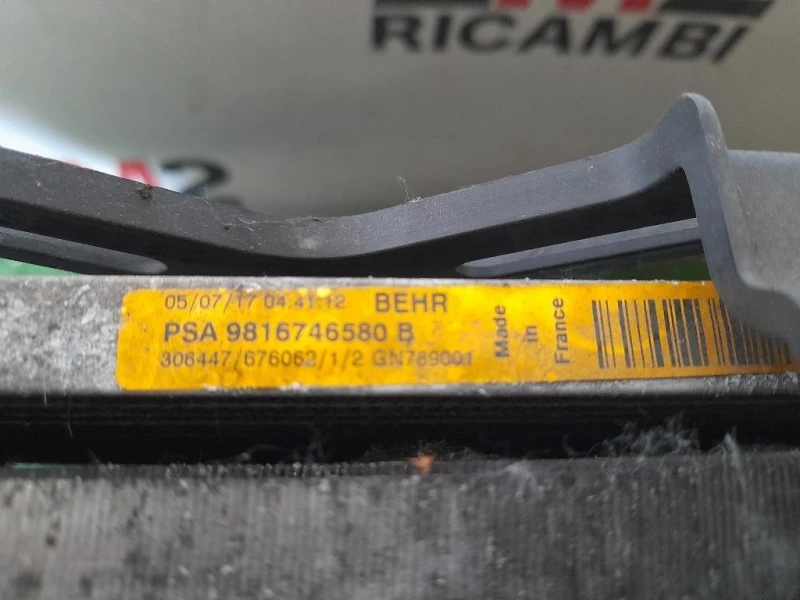 RICAMBI
05/07/17 04:41:12 BEHR
PSA 9816746580 B
306447/676062/1/2 GN789001
Made
in
France